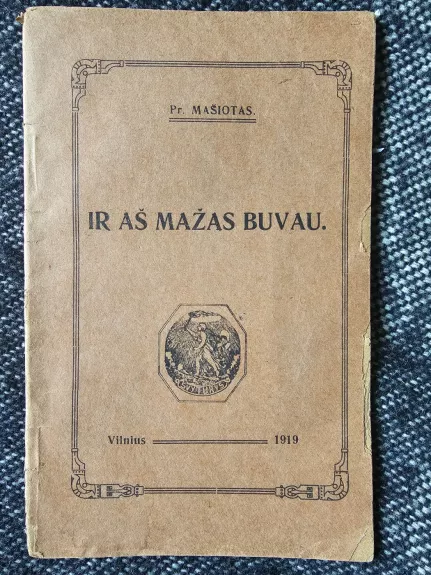 Pr. MAŠIOTAS.
IR AŠ MAŽAS BUVAU.
Vilnius 1919